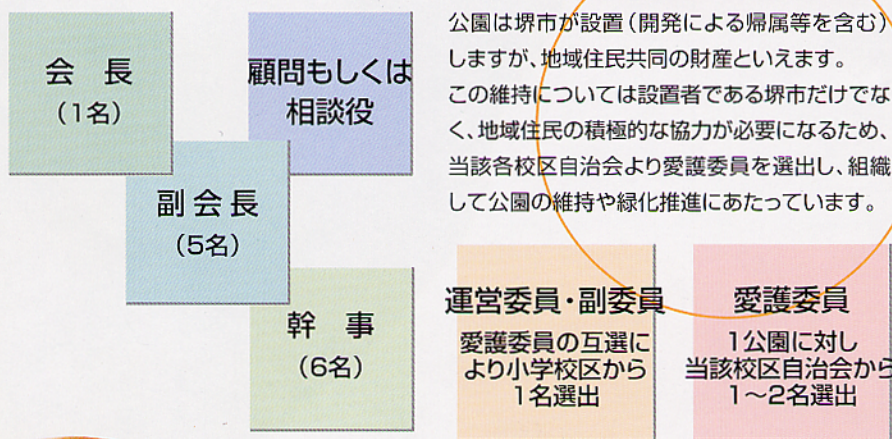 会 長
(1名)
顧問もしくは
相談役
副会長
(5名)
幹 事
(6名)
公園は堺市が設置(開発による帰属等を含む)
しますが、地域住民共同の財産といえます。
この維持については設置者である堺市だけでな
く、地域住民の積極的な協力が必要になるため、
当該各校区自治会より愛護委員を選出し、組織
して公園の維持や緑化推進にあたっています。
運営委員・副委員
愛護委員の互選に
より小学校区から
1名選出
愛護委員
1公園に対し
当該校区自治会から
1〜2名選出